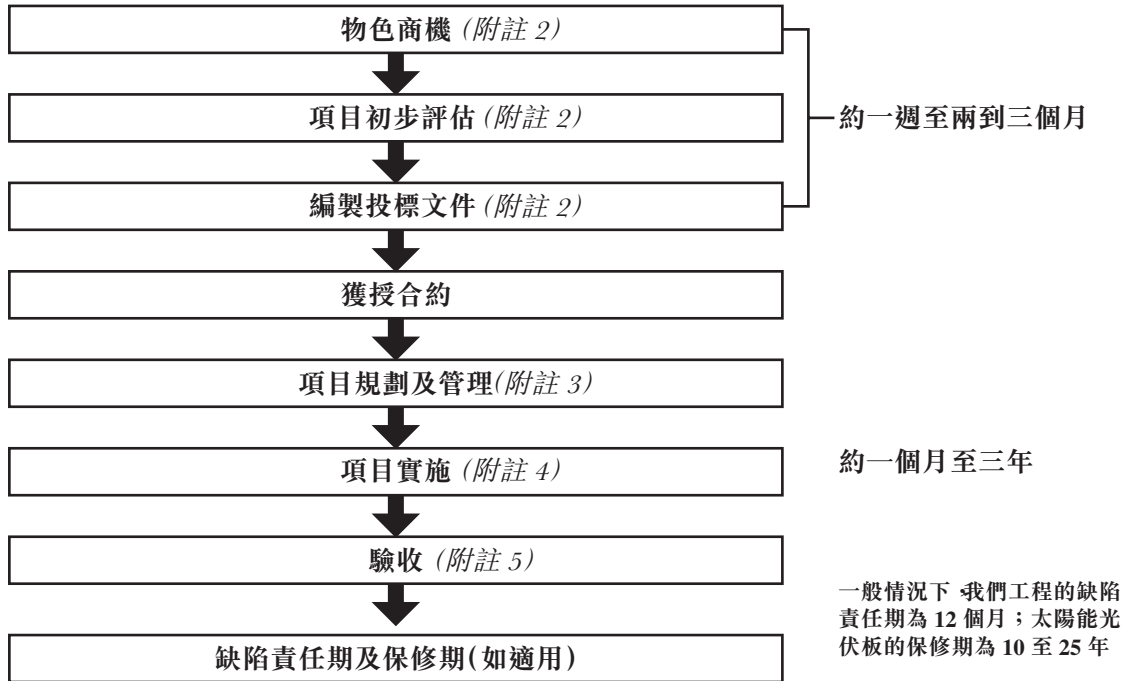 物色商機 (附註 2)
項目初步評估 (附註 2)
約一週至兩到三個月
編製投標文件 (附註 2)
獲授合約
項目規劃及管理(附註 3)
項目實施 (附註 4)
約一個月至三年
驗收 (附註 5)
一般情況下,我們工程的缺陷
責任期為 12 個月；太陽能光
伏板的保修期為 10 至 25 年
缺陷責任期及保修期(如適用)